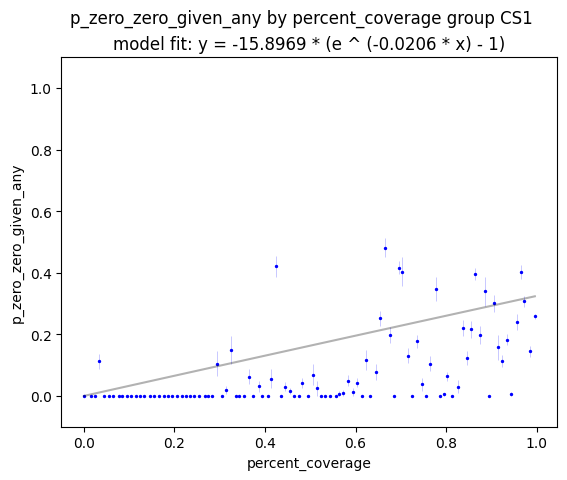 p_zero_zero_given_any by percent_coverage group CS1
model fit: y = -15.8969 * (e ^ (-0.0206 * x) - 1)
1.0
0.8
0.6
0.4
0.2
0.0
p_zero_zero_given_any
0.0 0.2 0.4 0.6 0.8 1.0
percent_coverage